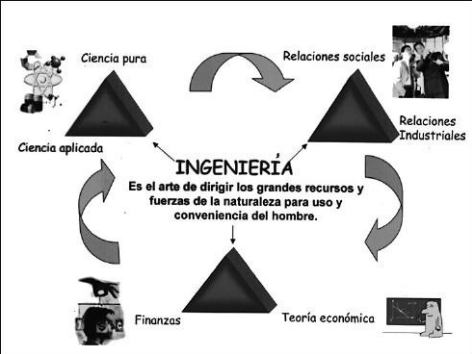 Ciencia pura
Relaciones sociales
Relaciones
Industriales
Ciencia aplicada
INGENIERÍA
Es el arte de dirigir los grandes recursos y
fuerzas de la naturaleza para uso y
conveniencia del hombre.
Finanzas
Teoría económica